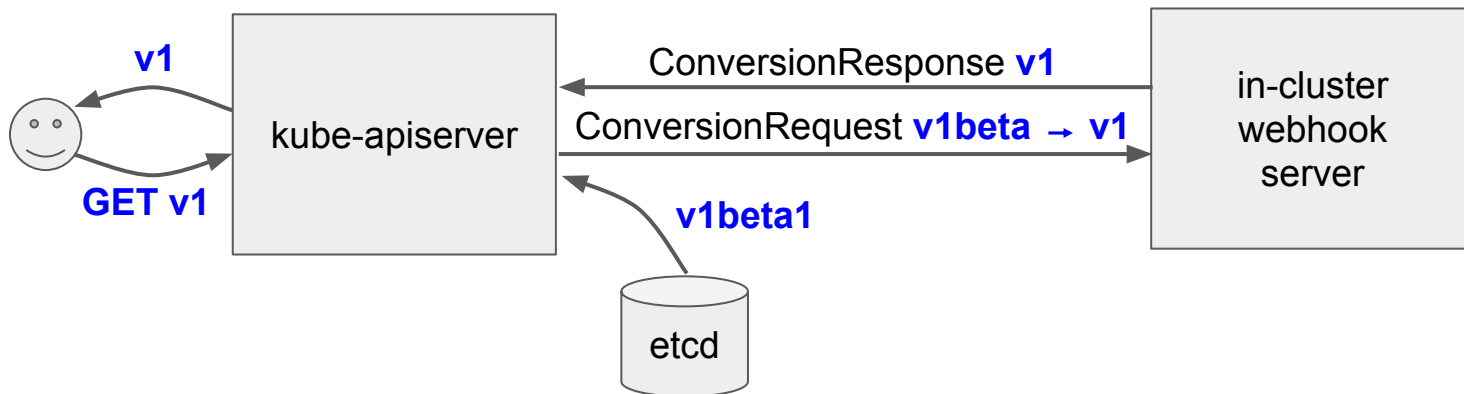 v1
GET v1
kube-apiserver
ConversionResponse v1
ConversionRequest v1beta → v1
v1beta1
etcd
in-cluster
webhook
server